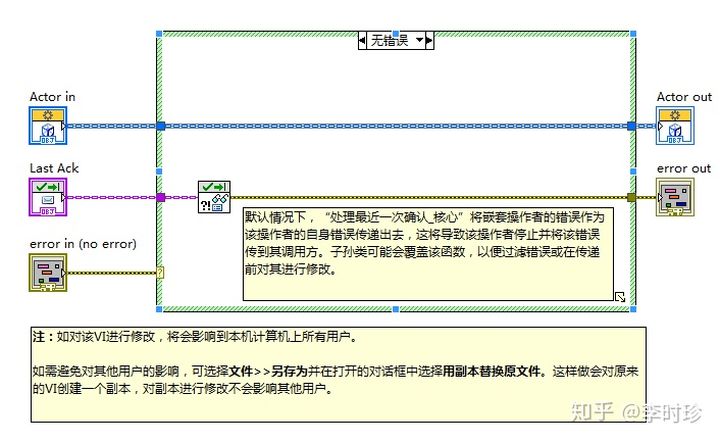 无错误
Actor in
Actor out
OBJ
OBJ
Last Ack
error out
?!
默认情况下，“处理最近一次确认_核心”将嵌套操作者的错误作为
该操作者的自身错误传递出去，这将导致该操作者停止并将该错误
传到其调用方。子孙类可能会覆盖该函数，以便过滤错误或在传递
前对其进行修改。
error in (no error)
?
注：如对该VI进行修改，将会影响到本机计算机上所有用户。
如需避免对其他用户的影响，可选择文件>>另存为并在打开的对话框中选择用副本替换原文件。这样做会对原来
的VI创建一个副本，对副本进行修改不会影响其他用户。
知乎 @李时珍